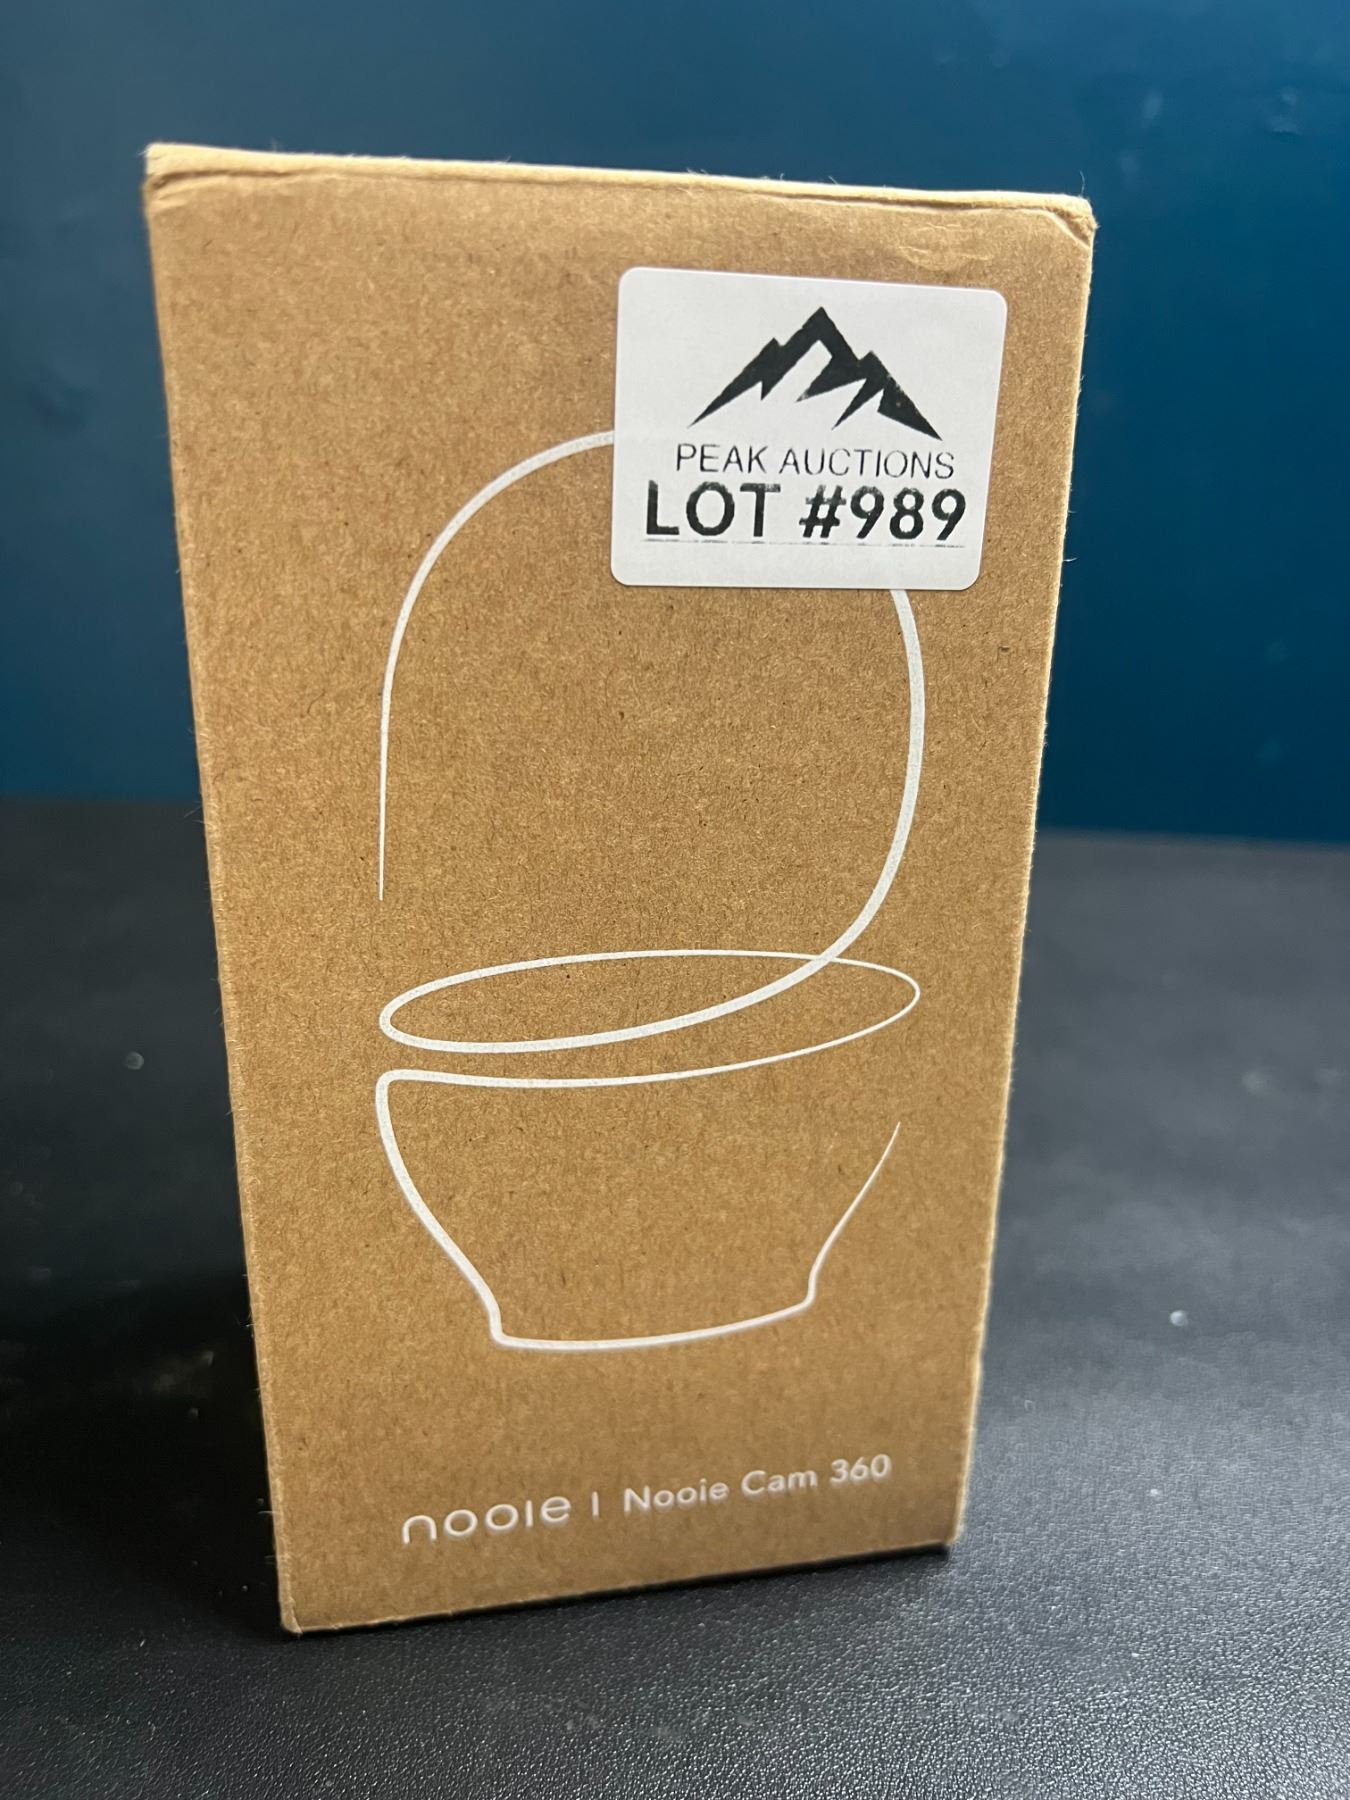 PEAK AUCTIONS
LOT #989
nooie | Nooie Cam 360